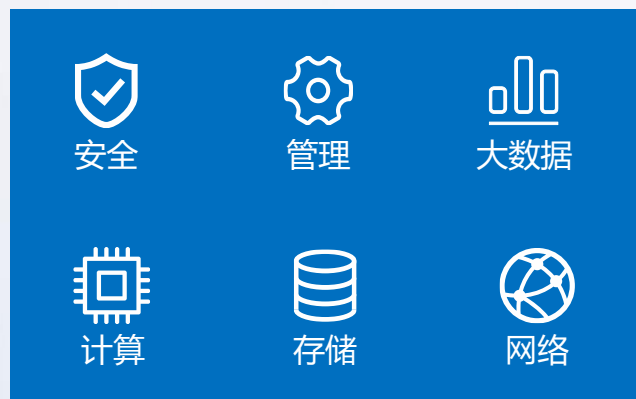 安全
管理
大数据
计算
存储
网络